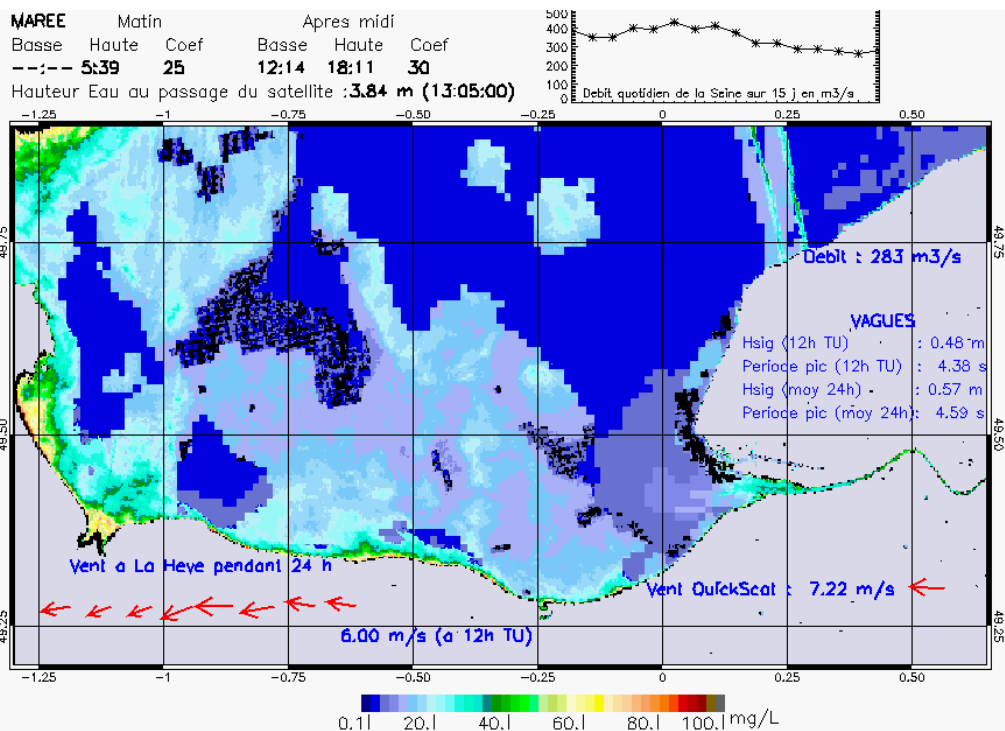 MAREE Matin Apres midi
Basse Haute Coef Basse Haute Coef
--:-- 5:39 25 12:14 18:11 30
Hauteur Eau au passage du satellite : 3.84 m (13:05:00)
500
400
300
200
100
0
Debit quotidien de la Seine sur 15 j en m3/s
-1.25 -1 -0.75 -0.50 -0.25 0 0.25 0.50
49.75 49.75
Debit : 283 m3/s
VAGUES
Hsig (12h TU) : 0.48 m
Periode pic (12h TU) : 4.38 s
Hsig (moy 24h) - : 0.57 m
Periode pic (moy 24h): 4.59 s
49.50 49.50
Vent a La Heve pendant 24 h
Vent QuickScat : 7.22 m/s
6.00 m/s (a 12h TU)
49.25 49.25
-1.25 -1 -0.75 -0.50 -0.25 0 0.25 0.50
0.1 20.1 40.1 60.1 80.1 100.1 mg/L